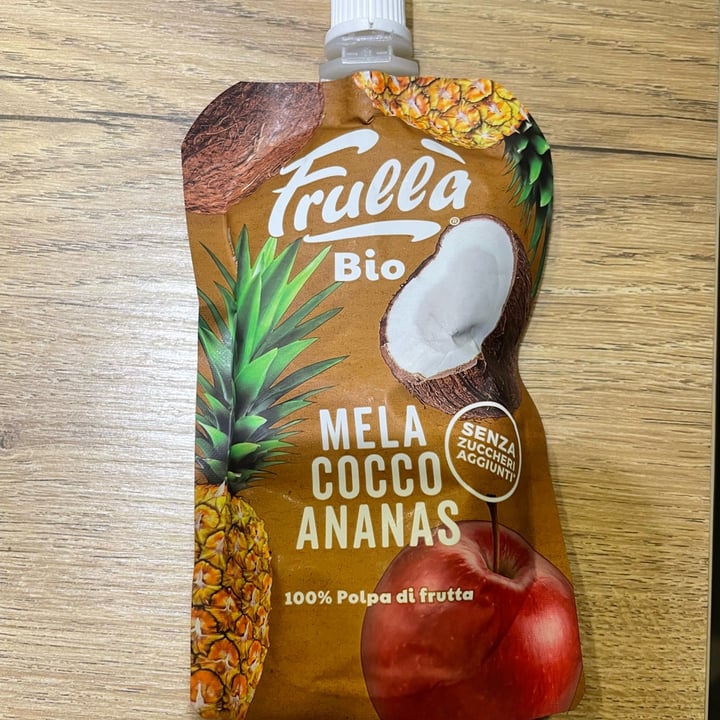 Frullà®
Bio
MELA
COCCO
ANANAS
SENZA
ZUCCHERI
AGGIUNTI*
100% Polpa di frutta